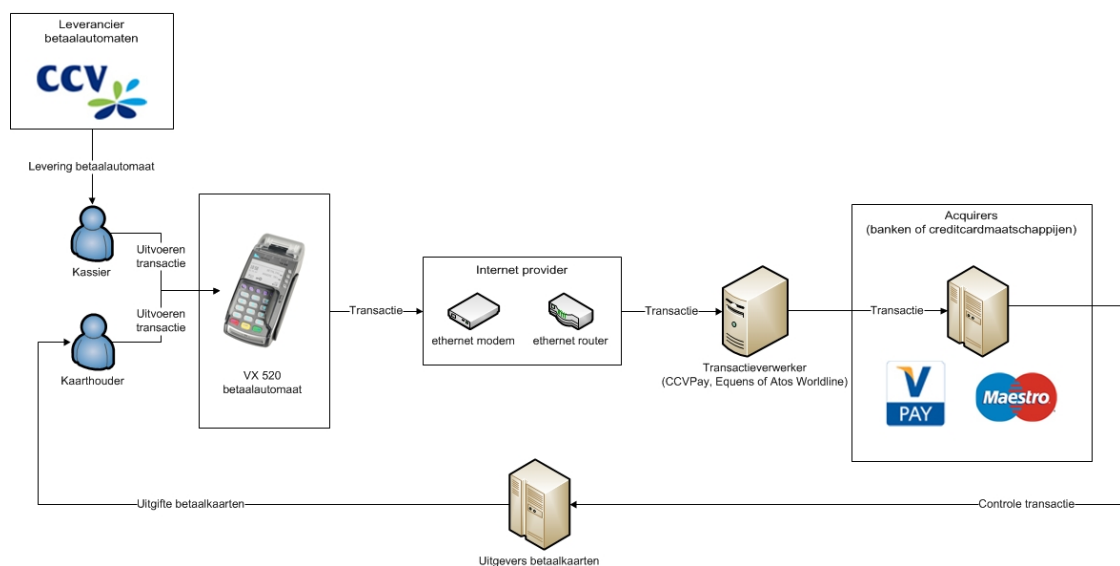 Leverancier
betaalautomaten
CCV
Levering betaalautomaat
Kassier
Uitvoeren
transactie
Uitvoeren
transactie
Kaarthouder
VX 520
betaalautomaat
Transactie
Internet provider
ethernet modem
ethernet router
Transactie
Transactieverwerker
(CCVPay, Equens of Atos Worldline)
Transactie
Acquirers
(banken of creditcardmaatschappijen)
V
PAY
Maestro
Uitgifte betaalkaarten
Uitgevers betaalkaarten
Controle transactie